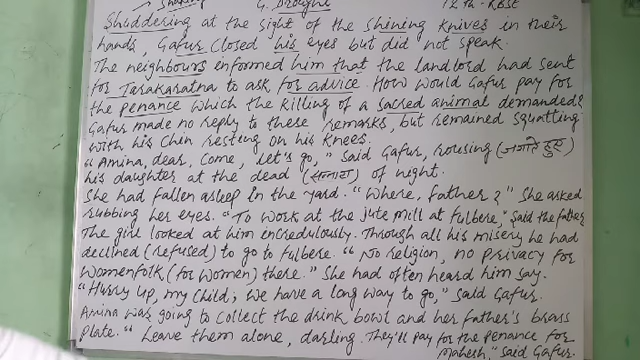 Shaking G. Drought 12th. RBSE
Shuddering at the sight of the shining knives in their
hands, Gafur closed his eyes but did not speak.
The neighbours informed him that the landlord had sent
for Tarakaratna to ask for advice. How would Gafur pay for
the penance which the killing of a sacred animal demanded?
Gafur made no reply to these remarks, but remained squatting
with his chin resting on his knees.
"Amina, dear, come, let's go," said Gafur, rousing (जगाते हुए)
his daughter at the dead (सन्नाटा) of night.
She had fallen asleep in the yard. "Where, father?" She asked
rubbing her eyes. "To work at the jute mill at fulbere," said the father
The girl looked at him encredulously. Through all his misery he had
declined (refused) to go to fulbere. "No religion, no privacy for
womenfolk (for women) there." She had often heard him say.
"Hurry up, my child; we have a long way to go," said Gafur.
Amina was going to collect the drink bowl and her father's brass
plate. "Leave them alone, darling. They'll pay for the penance for
Mahesh," said Gafur.